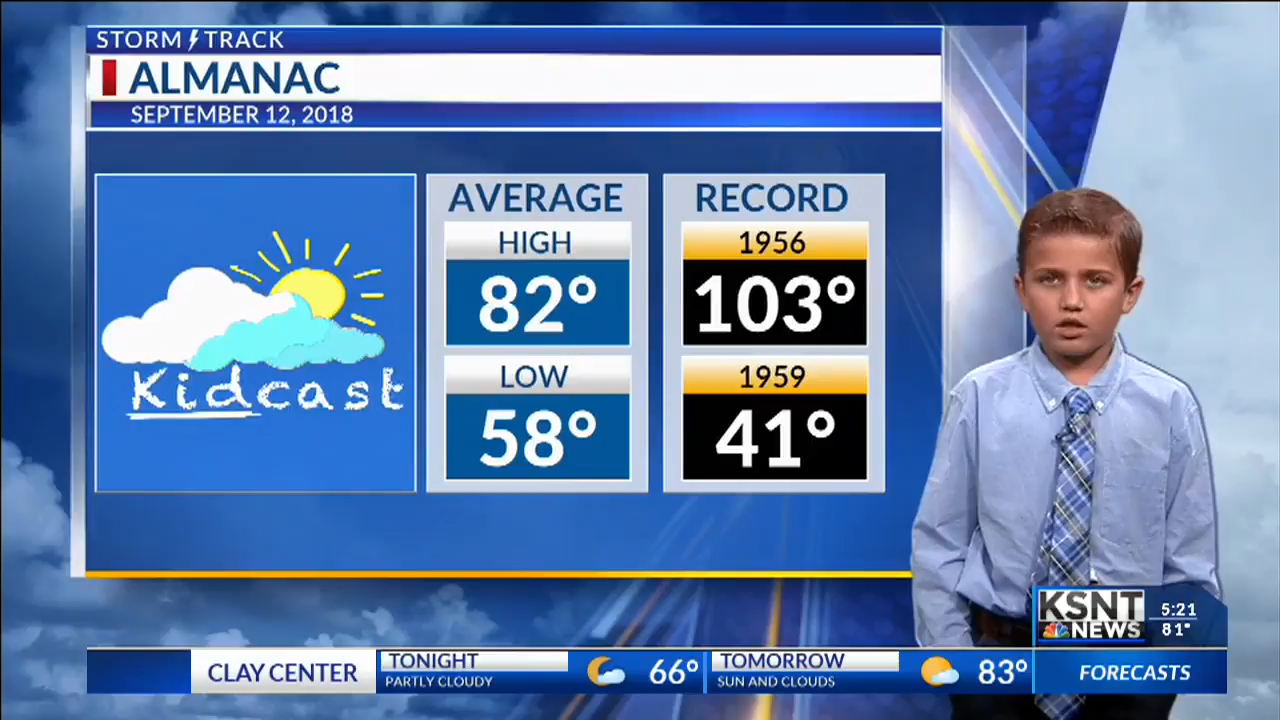 STORM TRACK
ALMANAC
SEPTEMBER 12, 2018
Kidcast
AVERAGE
HIGH
82°
LOW
58°
RECORD
1956
103°
1959
41°
KSNT
NEWS
5:21
81°
CLAY CENTER
TONIGHT
PARTLY CLOUDY
66°
TOMORROW
SUN AND CLOUDS
83°
FORECASTS